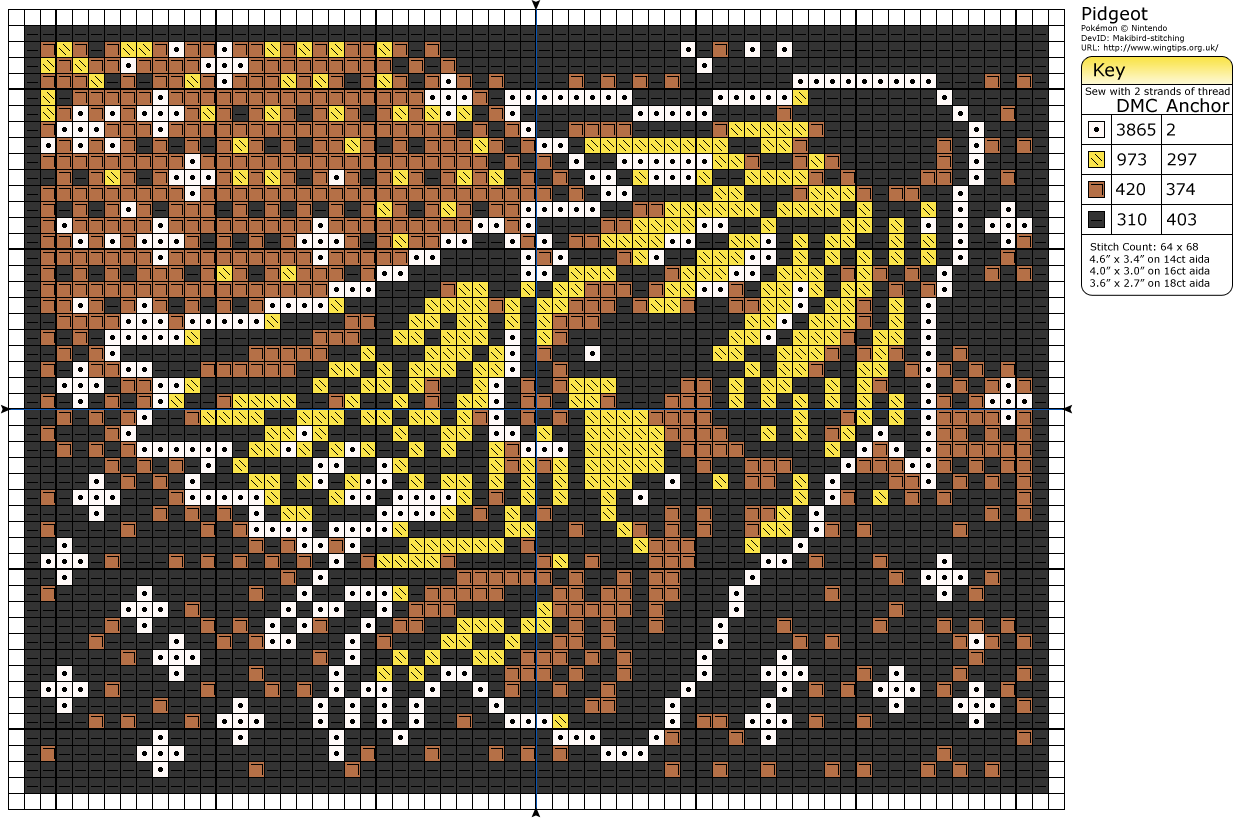 Pidgeot
Pokémon © Nintendo
DevID: Makibird-stitching
URL: http://www.wingtips.org.uk/
Key
Sew with 2 strands of thread
DMC Anchor
3865 2
973 297
420 374
310 403
Stitch Count: 64 x 68
4.6” x 3.4” on 14ct aida
4.0” x 3.0” on 16ct aida
3.6” x 2.7” on 18ct aida